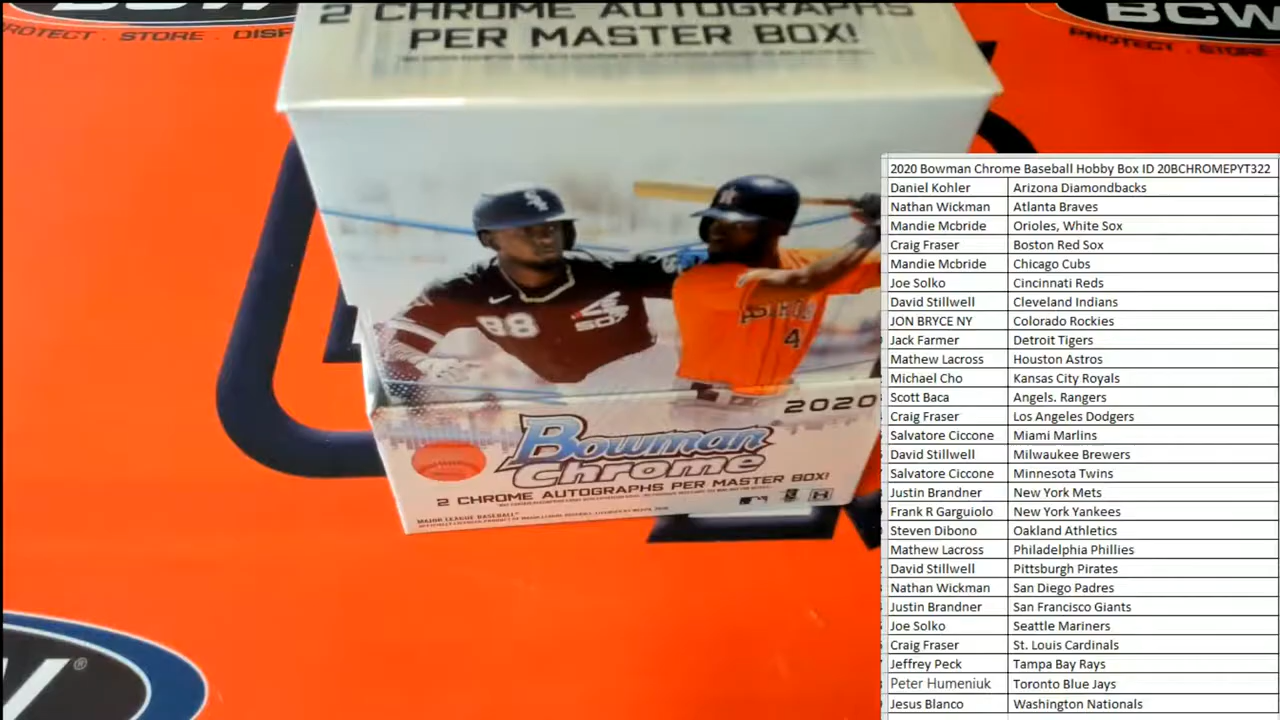 BCW
PROTECT . STORE . DISP
PROTECT . STORE
2 CHROME AUTOGRAPHS
PER MASTER BOX!
98
SOX
4
2020
Bowman
Chrome
2 CHROME AUTOGRAPHS PER MASTER BOX!
MAJOR LEAGUE BASEBALL
®
2020 Bowman Chrome Baseball Hobby Box ID 20BCHROMEPYT322
Daniel Kohler Arizona Diamondbacks
Nathan Wickman Atlanta Braves
Mandie Mcbride Orioles, White Sox
Craig Fraser Boston Red Sox
Mandie Mcbride Chicago Cubs
Joe Solko Cincinnati Reds
David Stillwell Cleveland Indians
JON BRYCE NY Colorado Rockies
Jack Farmer Detroit Tigers
Mathew Lacross Houston Astros
Michael Cho Kansas City Royals
Scott Baca Angels. Rangers
Craig Fraser Los Angeles Dodgers
Salvatore Ciccone Miami Marlins
David Stillwell Milwaukee Brewers
Salvatore Ciccone Minnesota Twins
Justin Brandner New York Mets
Frank R Garguiolo New York Yankees
Steven Dibono Oakland Athletics
Mathew Lacross Philadelphia Phillies
David Stillwell Pittsburgh Pirates
Nathan Wickman San Diego Padres
Justin Brandner San Francisco Giants
Joe Solko Seattle Mariners
Craig Fraser St. Louis Cardinals
Jeffrey Peck Tampa Bay Rays
Peter Humeniuk Toronto Blue Jays
Jesus Blanco Washington Nationals